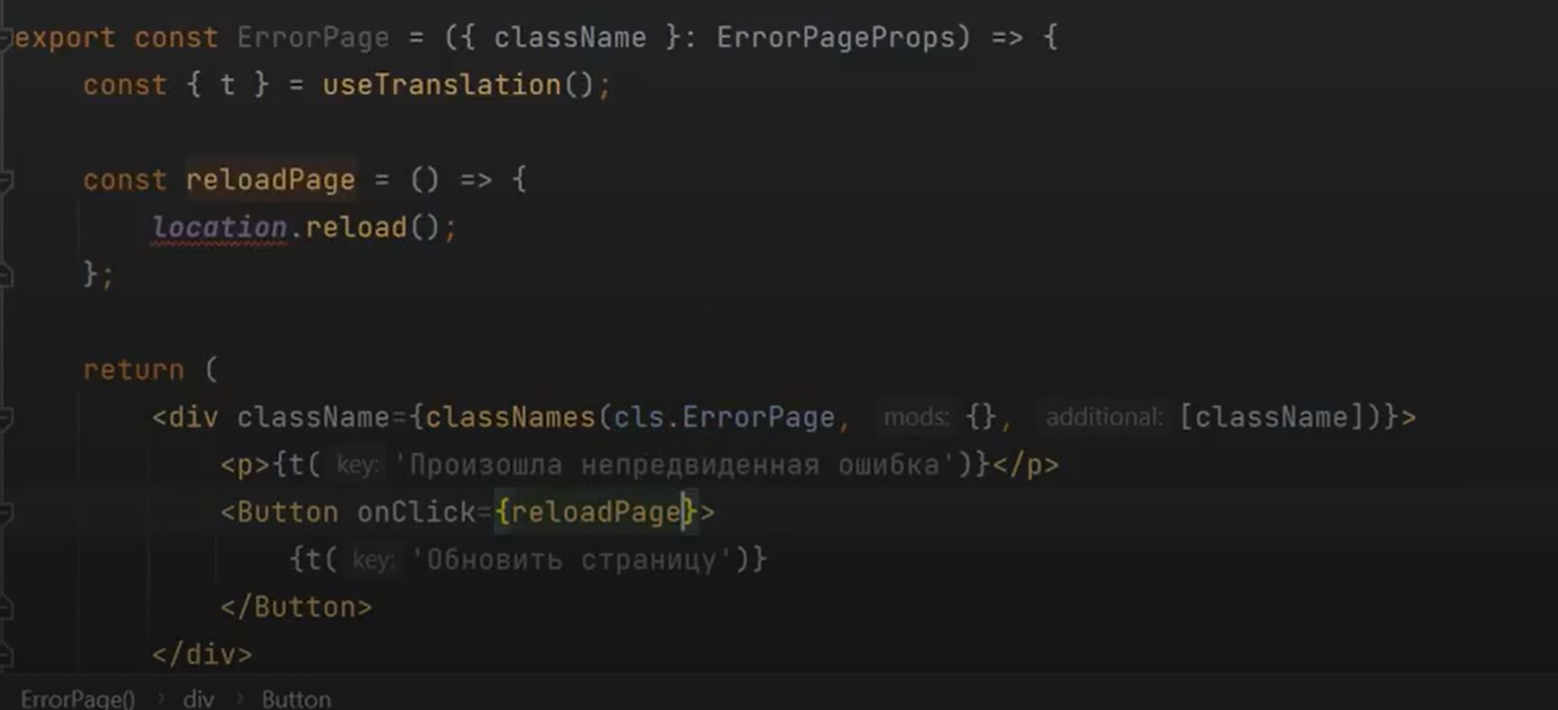 export const ErrorPage = ({ className }: ErrorPageProps) => {
const { t } = useTranslation();
const reloadPage = () => {
location.reload();
};
return (
<div className={classNames(cls.ErrorPage, mods: {}, additional: [className])}>
<p>{t( key: 'Произошла непредвиденная ошибка')}</p>
<Button onClick={reloadPage}>
{t( key: 'Обновить страницу')}
</Button>
</div>
ErrorPage() › div › Button